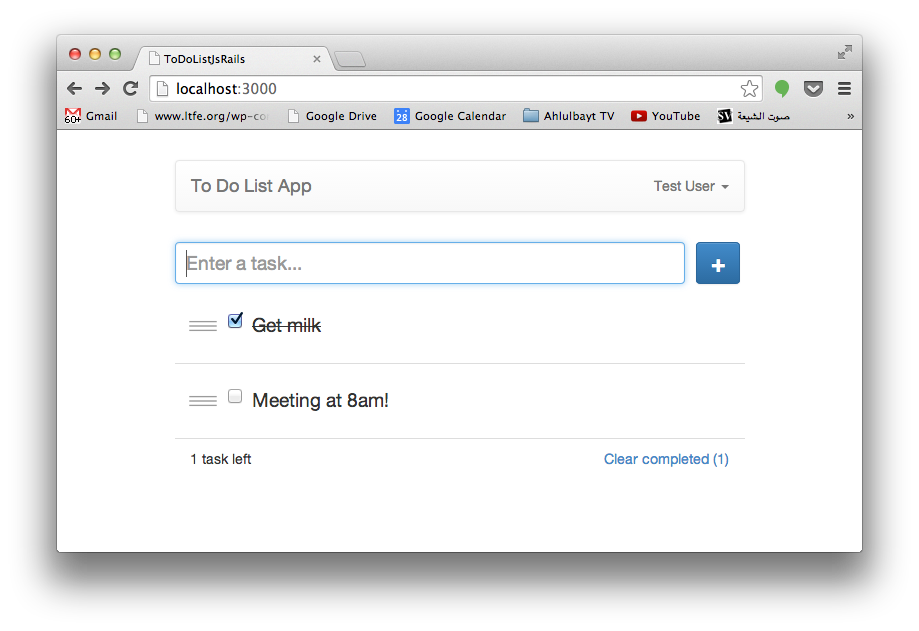 ToDoListJsRails
localhost:3000
60+ Gmail www.ltfe.org/wp-co Google Drive 28 Google Calendar Ahlulbayt TV YouTube SV صوت الشيعة »
To Do List App Test User
Enter a task...
+
Get milk
Meeting at 8am!
1 task left Clear completed (1)